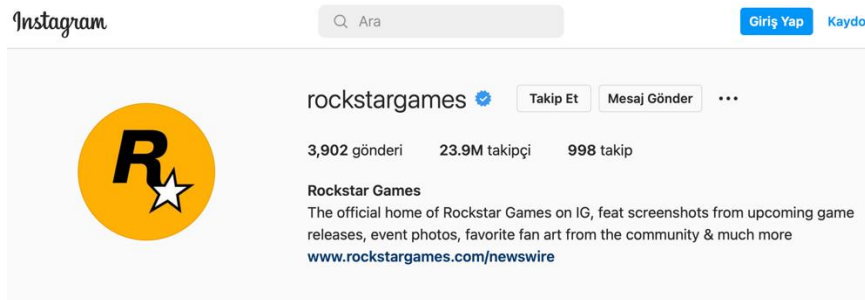 Instagram
Ara
Giriş Yap
rockstargames
Takip Et
Mesaj Gönder
3,902 gönderi 23.9M takipçi 998 takip
Rockstar Games
The official home of Rockstar Games on IG, feat screenshots from upcoming game
releases, event photos, favorite fan art from the community & much more
www.rockstargames.com/newswire
R